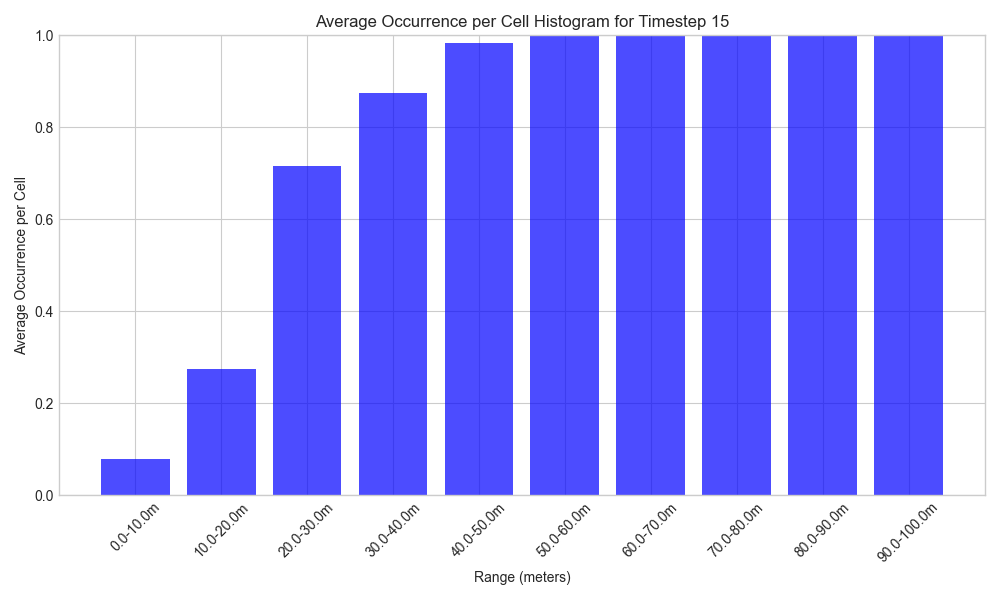 Average Occurrence per Cell Histogram for Timestep 15
1.0
0.8
0.6
0.4
0.2
0.0
Average Occurrence per Cell
0.0-10.0m
10.0-20.0m
20.0-30.0m
30.0-40.0m
40.0-50.0m
50.0-60.0m
60.0-70.0m
70.0-80.0m
80.0-90.0m
90.0-100.0m
Range (meters)